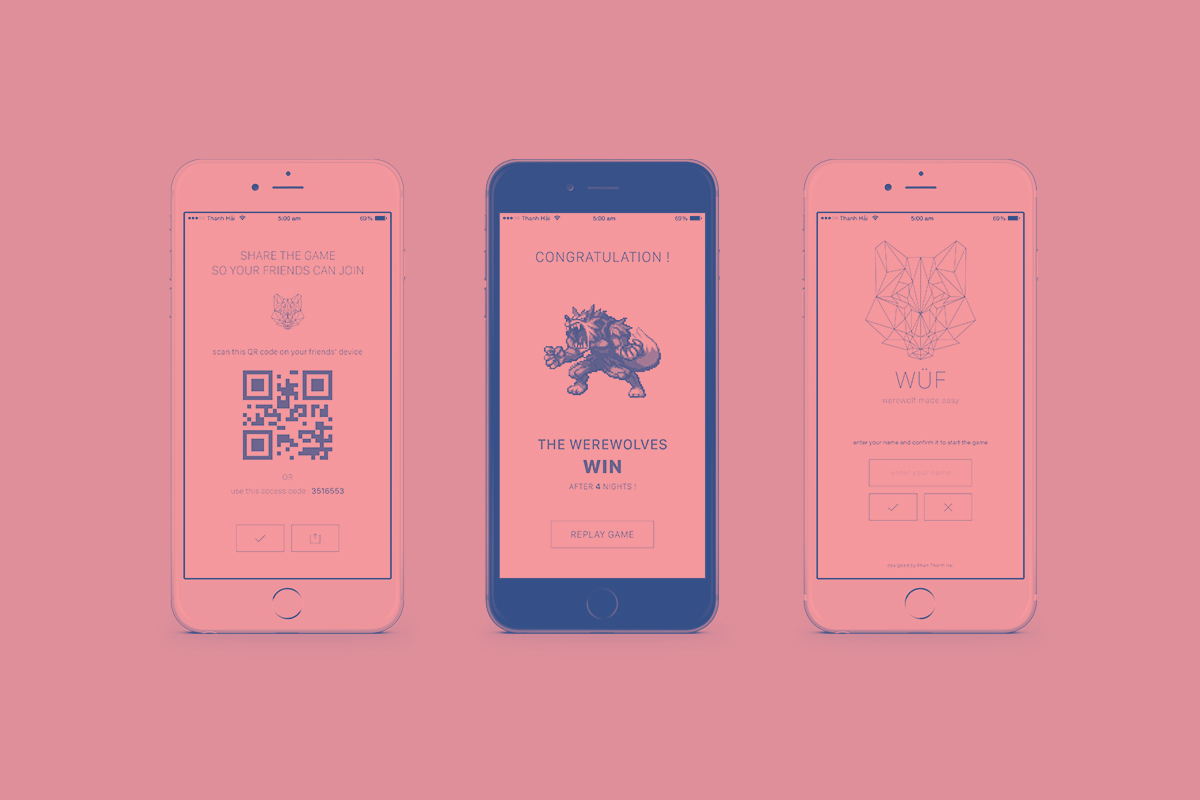 Thanh Hải 5:00 am 69%
SHARE THE GAME
SO YOUR FRIENDS CAN JOIN
scan this QR code on your friends' device
OR
use this access code 3516553
Thanh Hải 5:00 am 69%
CONGRATULATION !
THE WEREWOLVES
WIN
AFTER 4 NIGHTS !
REPLAY GAME
Thanh Hải 5:00 am 69%
WÜF
werewolf made easy
enter your name and confirm it to start the game
enter your name
designed by